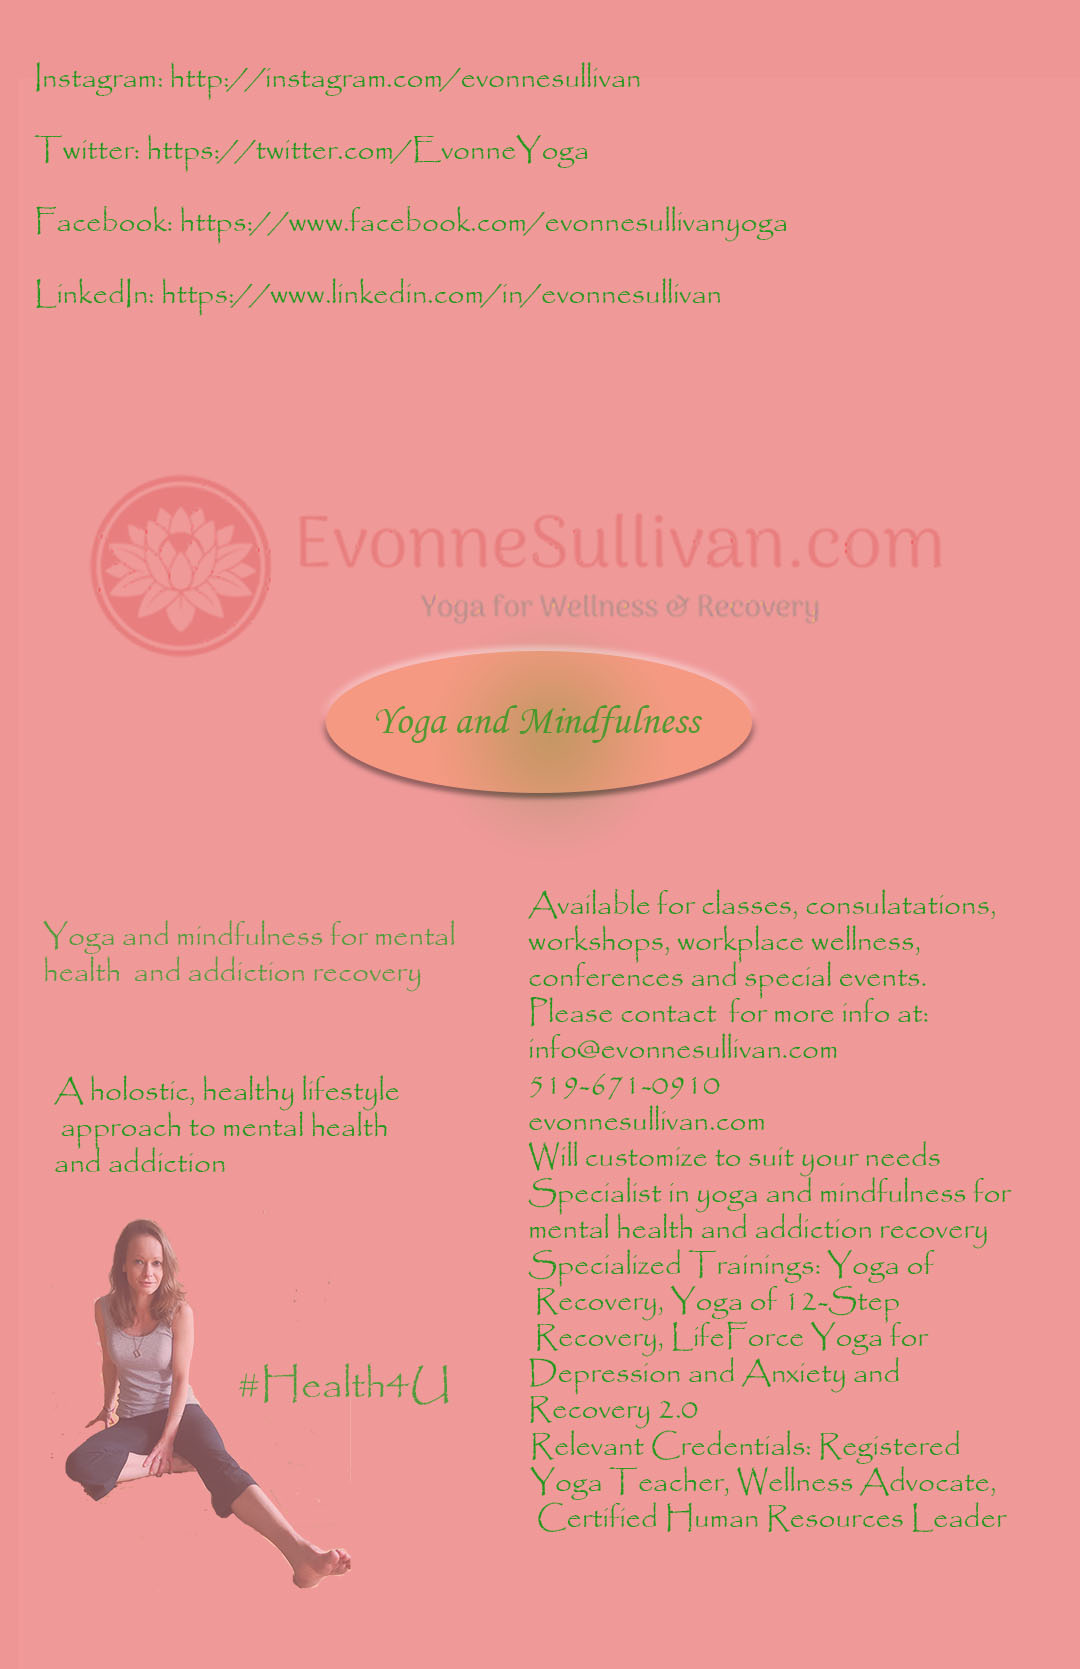 Instagram: http://instagram.com/evonnesullivan
Twitter: https://twitter.com/EvonneYoga
Facebook: https://www.facebook.com/evonnesullivanyoga
LinkedIn: https://www.linkedin.com/in/evonnesullivan
EvonneSullivan.com
Yoga for Wellness & Recovery
Yoga and Mindfulness
Yoga and mindfulness for mental
health and addiction recovery
A holostic, healthy lifestyle
approach to mental health
and addiction
#Health4U
Available for classes, consulatations,
workshops, workplace wellness,
conferences and special events.
Please contact for more info at:
info@evonnesullivan.com
519-671-0910
evonnesullivan.com
Will customize to suit your needs
Specialist in yoga and mindfulness for
mental health and addiction recovery
Specialized Trainings: Yoga of
Recovery, Yoga of 12-Step
Recovery, LifeForce Yoga for
Depression and Anxiety and
Recovery 2.0
Relevant Credentials: Registered
Yoga Teacher, Wellness Advocate,
Certified Human Resources Leader